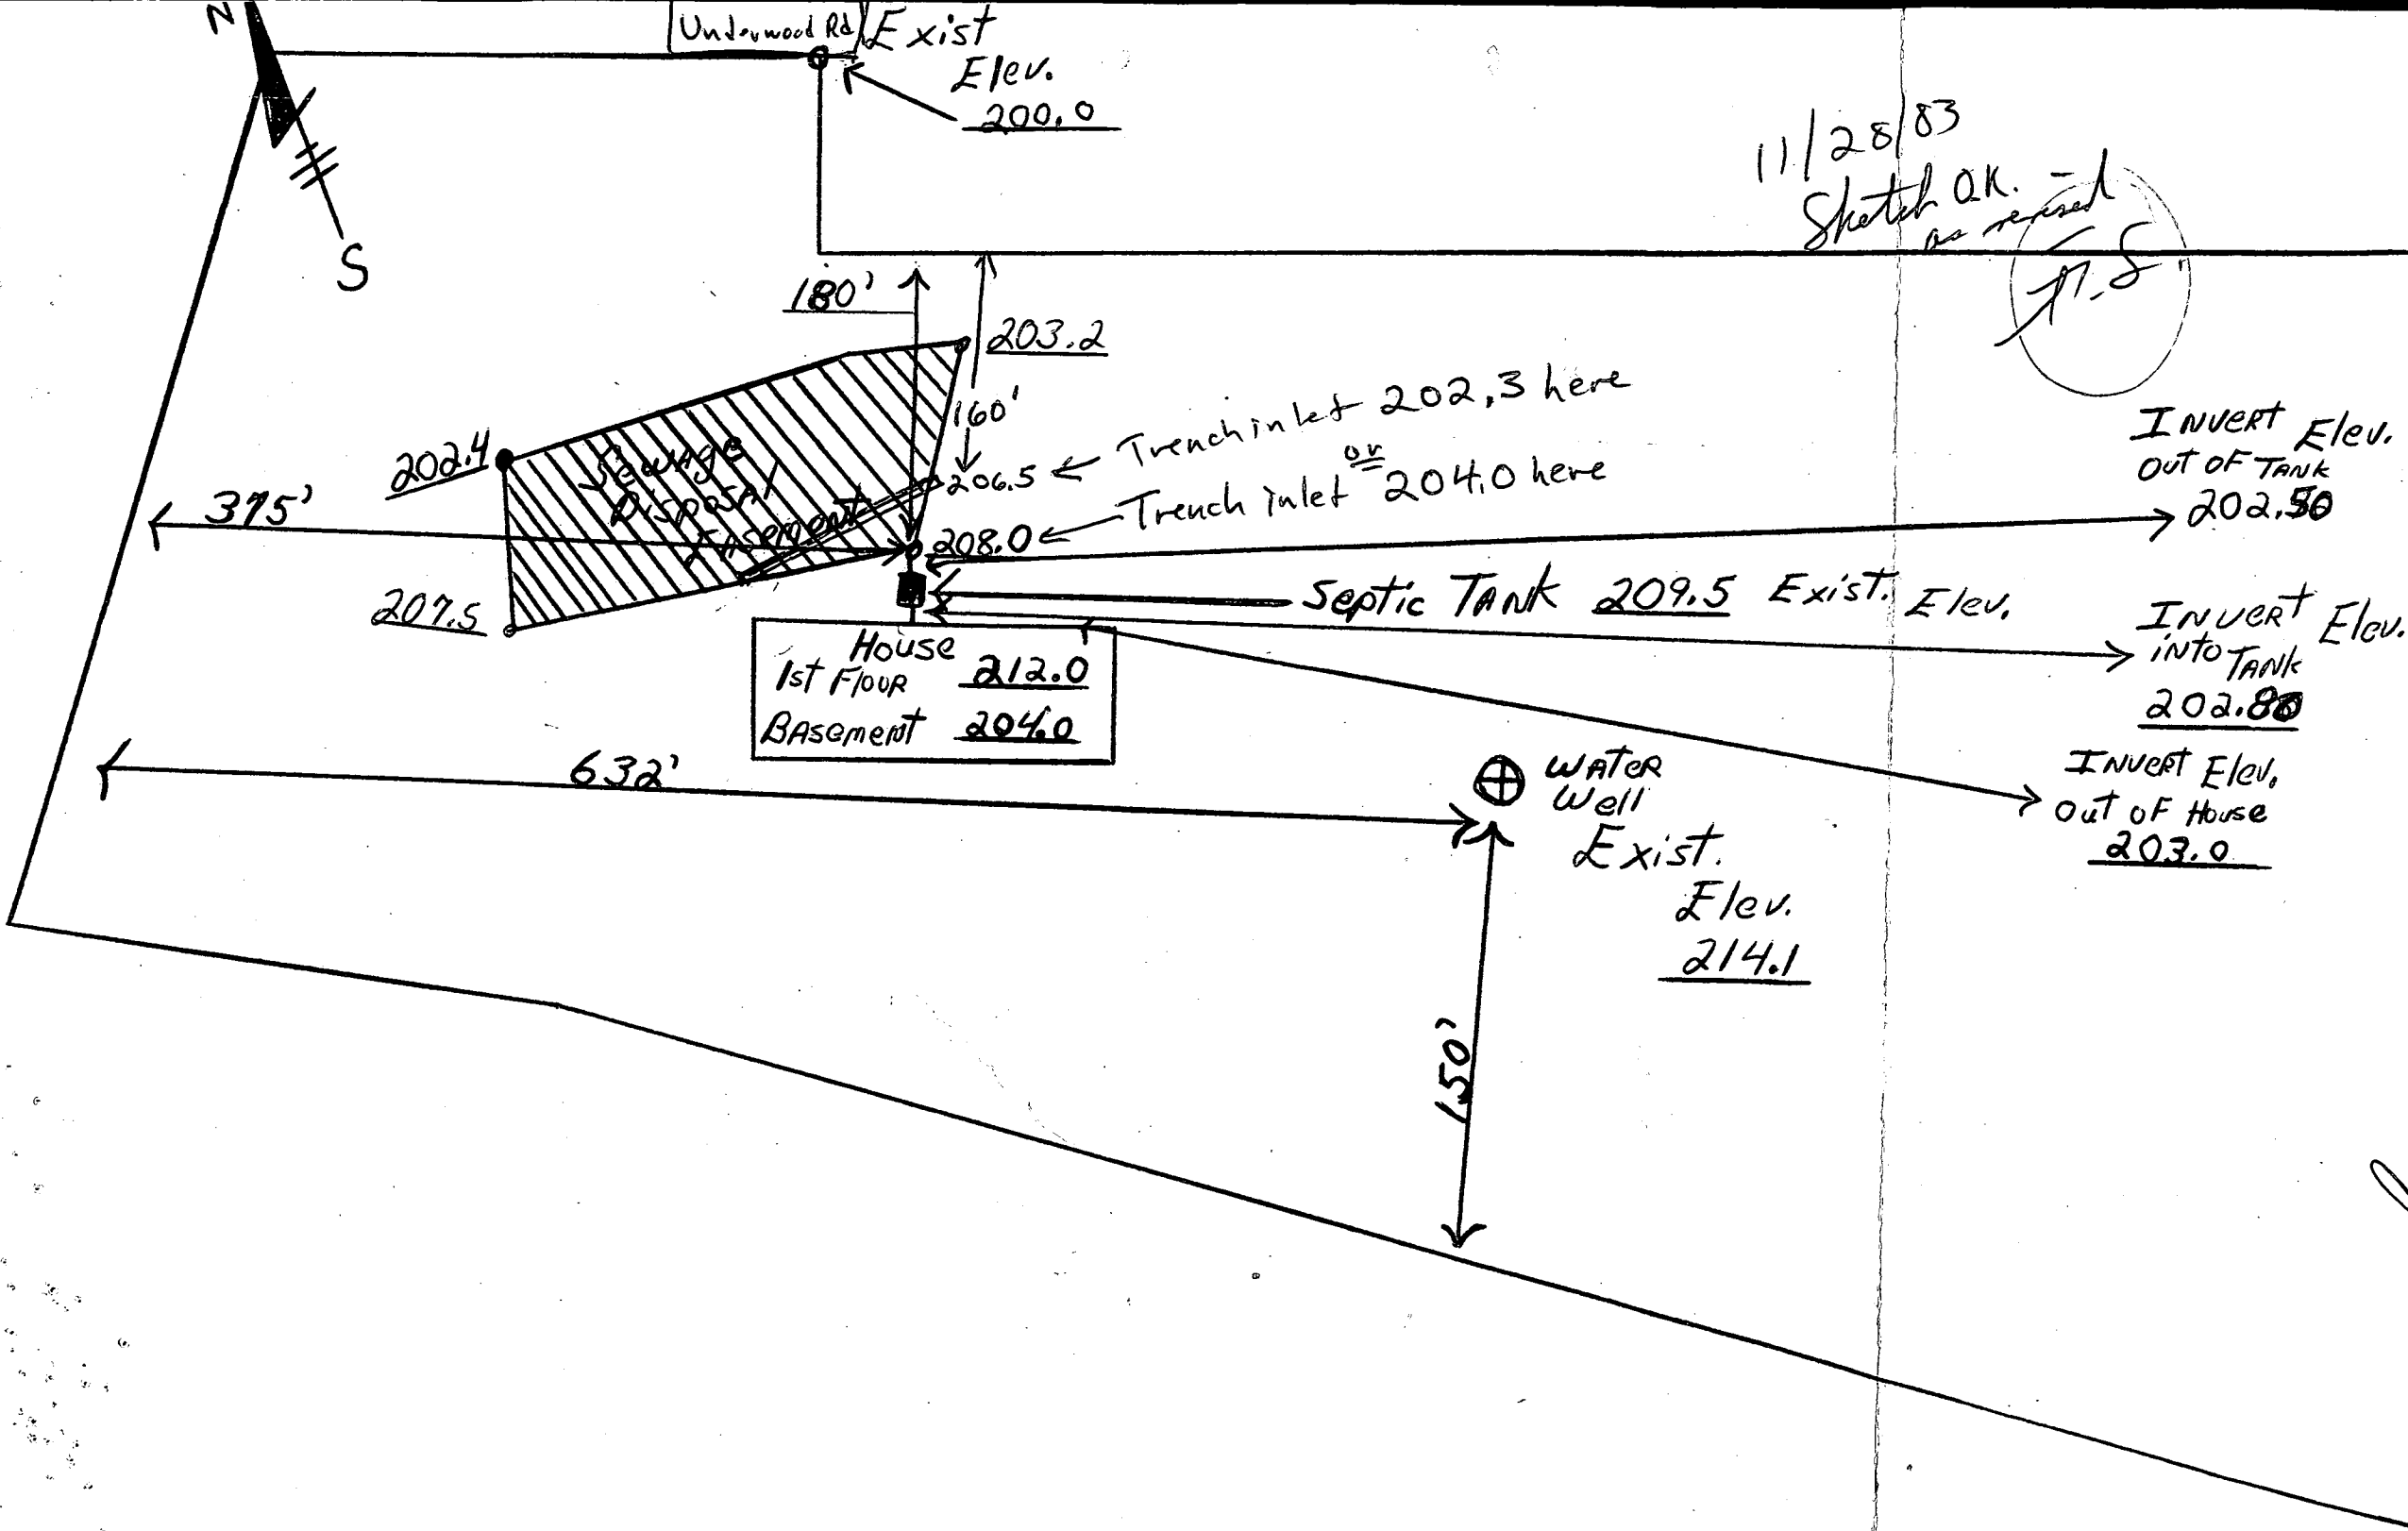 N
S
Underwood Rd
Exist
Elev.
200.0
11/28/83
Sketch O.K. -
as revised
180'
203.2
160'
202.4
Sewage
Disposal
Easement
375'
206.5
Trench inlet 202.3 here
or
208.0
Trench inlet 204.0 here
Invert Elev.
Out of Tank
202.50
207.5
Septic Tank 209.5 Exist. Elev.
Invert Elev.
into Tank
202.80
House
1st Floor 212.0
Basement 204.0
Invert Elev.
Out of House
203.0
632'
Water
Well
Exist.
Elev.
214.1
150'